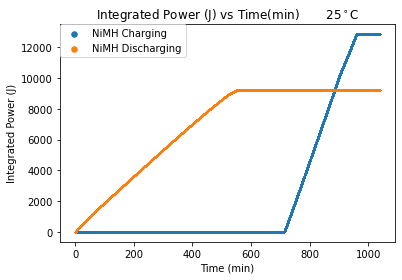 Integrated Power (J) vs Time(min) 25°C
NiMH Charging
NiMH Discharging
Integrated Power (J)
12000
10000
8000
6000
4000
2000
0
0 200 400 600 800 1000
Time (min)